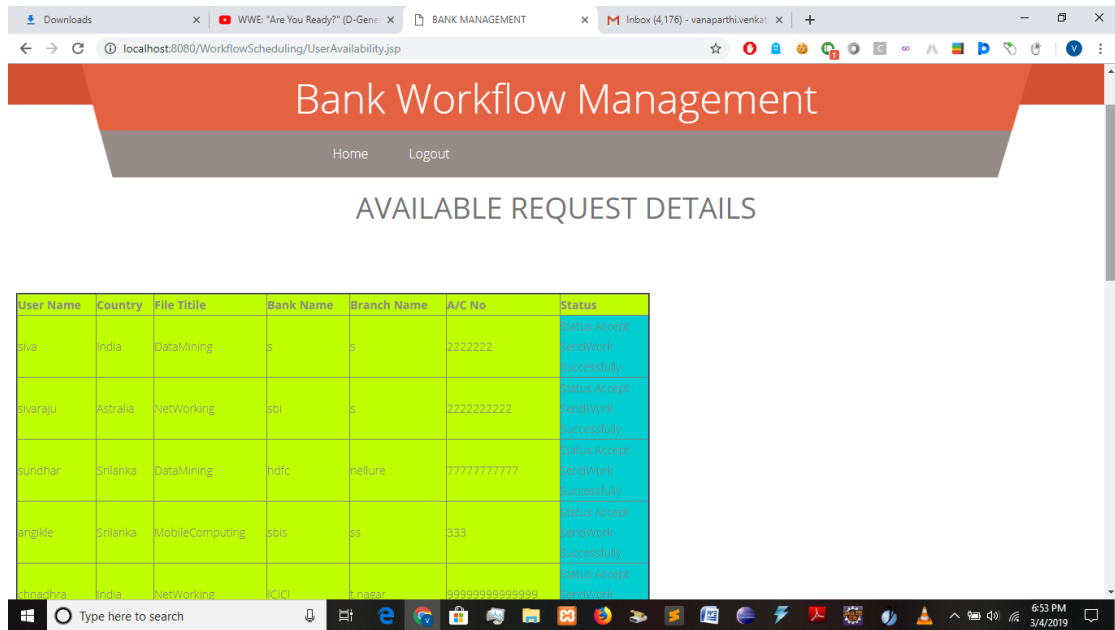 Downloads
WWE: "Are You Ready?" (D-Gene
BANK MANAGEMENT
Inbox (4,176) - vanaparthi.venkat
localhost:8080/WorkflowScheduling/UserAvailability.jsp
Bank Workflow Management
Home Logout
AVAILABLE REQUEST DETAILS
User Name Country File Titile Bank Name Branch Name A/C No Status
siva India DataMining s s 2222222 Status Accept
SendWork
Successfully
sivaraju Astralia NetWorking sbi s 2222222222 Status Accept
SendWork
Successfully
sundhar Srilanka DataMining hdfc nellure 77777777777 Status Accept
SendWork
Successfully
angikle Srilanka MobileComputing sbis ss 333 Status Accept
SendWork
Successfully
chnadhra India NetWorking ICICI t.nagar 99999999999999 Status Accept
SendWork
Type here to search
6:53 PM
3/4/2019